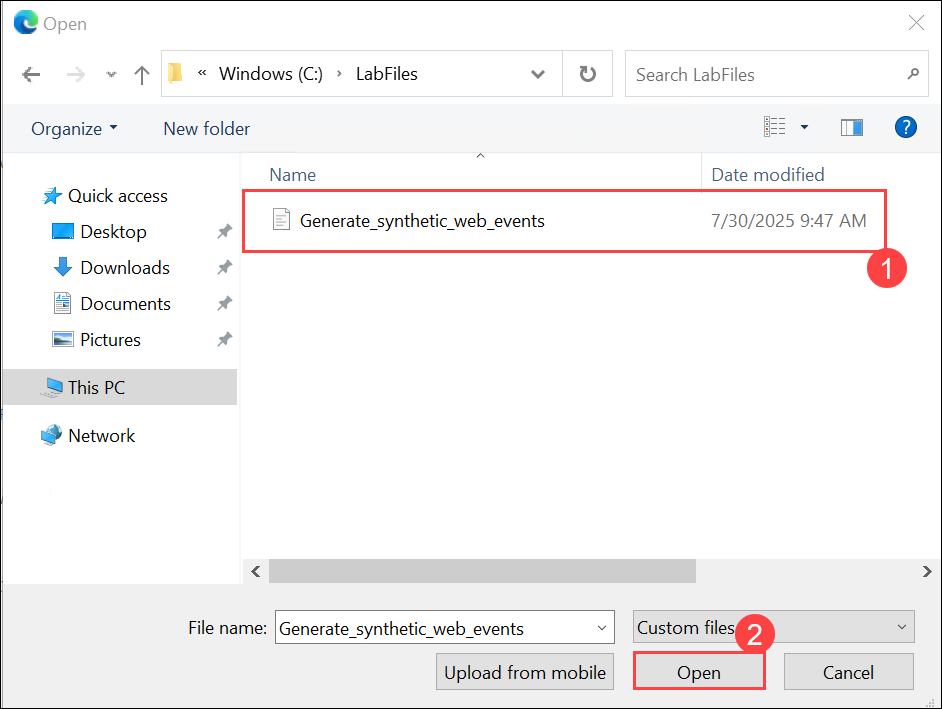 Open
« Windows (C:) › LabFiles
Search LabFiles
Organize
New folder
?
Name
Date modified
Quick access
Desktop
Downloads
Documents
Pictures
This PC
Network
Generate_synthetic_web_events
7/30/2025 9:47 AM
1
File name:
Generate_synthetic_web_events
Custom files
2
Upload from mobile
Open
Cancel